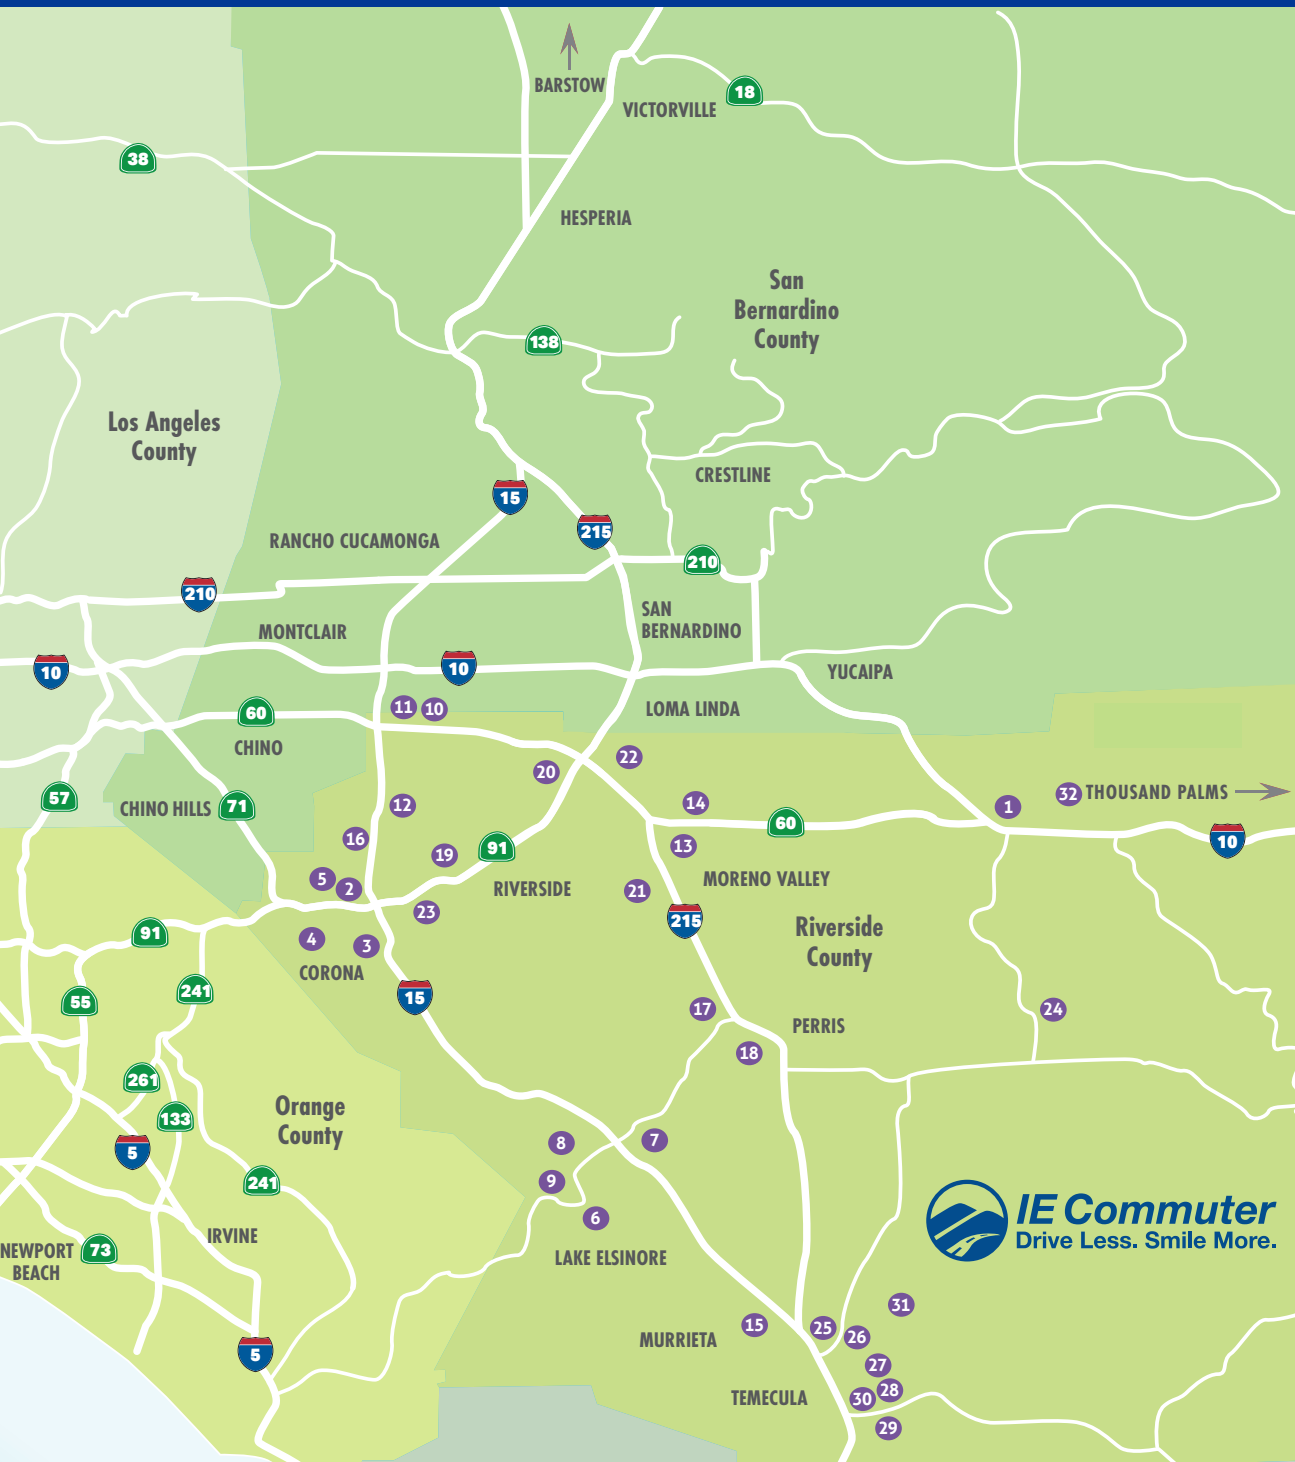 BARSTOW
VICTORVILLE
18
38
HESPERIA
San
Bernardino
County
138
Los Angeles
County
CRESTLINE
15
215
RANCHO CUCAMONGA
210
210
SAN
BERNARDINO
MONTCLAIR
10
10
YUCAIPA
11
10
LOMA LINDA
60
CHINO
22
20
57
CHINO HILLS
71
12
14
60
1
32
THOUSAND PALMS
10
16
19
91
13
5
2
RIVERSIDE
21
MORENO VALLEY
23
215
Riverside
County
91
4
3
CORONA
55
241
15
17
24
PERRIS
18
261
133
Orange
County
5
8
7
9
241
6
IE Commuter
Drive Less. Smile More.
IRVINE
NEWPORT
BEACH
73
LAKE ELSINORE
31
15
25
26
MURRIETA
5
27
28
30
TEMECULA
29